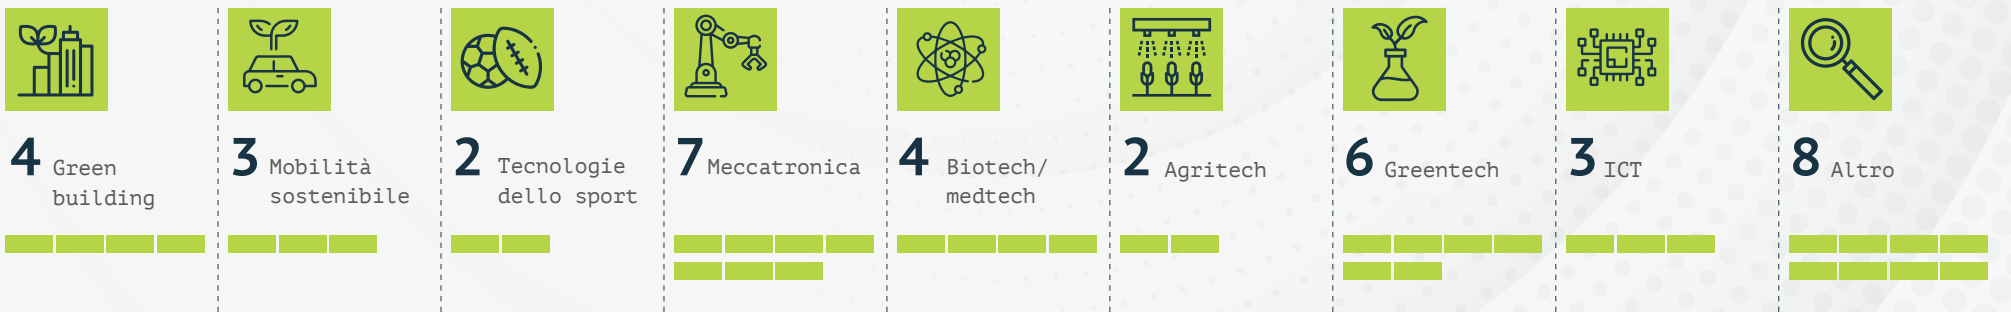 4 Green
building
3 Mobilità
sostenibile
2 Tecnologie
dello sport
7 Meccatronica
4 Biotech/
medtech
2 Agritech
6 Greentech
3 ICT
8 Altro